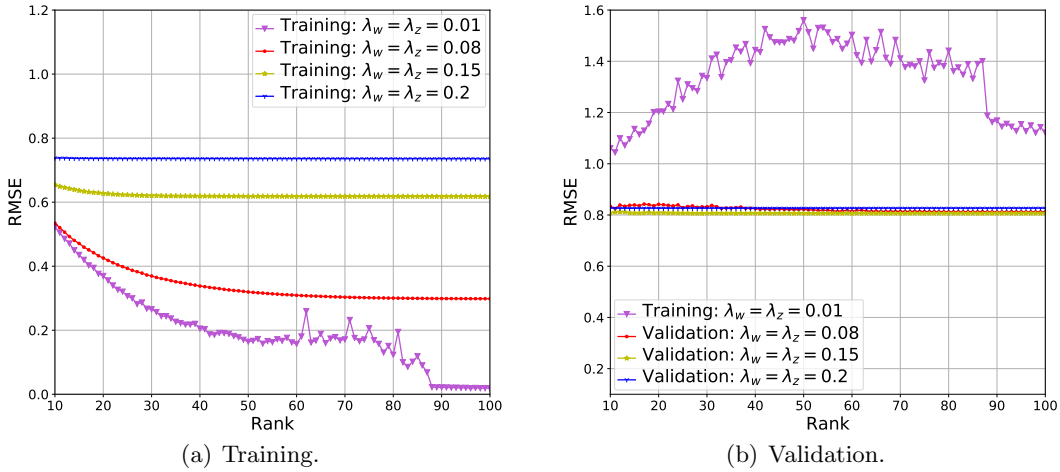 1.2
1.0
0.8
0.6
0.4
0.2
0.0
RMSE
Training: λw = λz = 0.01
Training: λw = λz = 0.08
Training: λw = λz = 0.15
Training: λw = λz = 0.2
10 20 30 40 50 60 70 80 90 100
Rank
(a) Training.
1.6
1.4
1.2
1.0
0.8
0.6
0.4
0.2
RMSE
Training: λw = λz = 0.01
Validation: λw = λz = 0.08
Validation: λw = λz = 0.15
Validation: λw = λz = 0.2
10 20 30 40 50 60 70 80 90 100
Rank
(b) Validation.